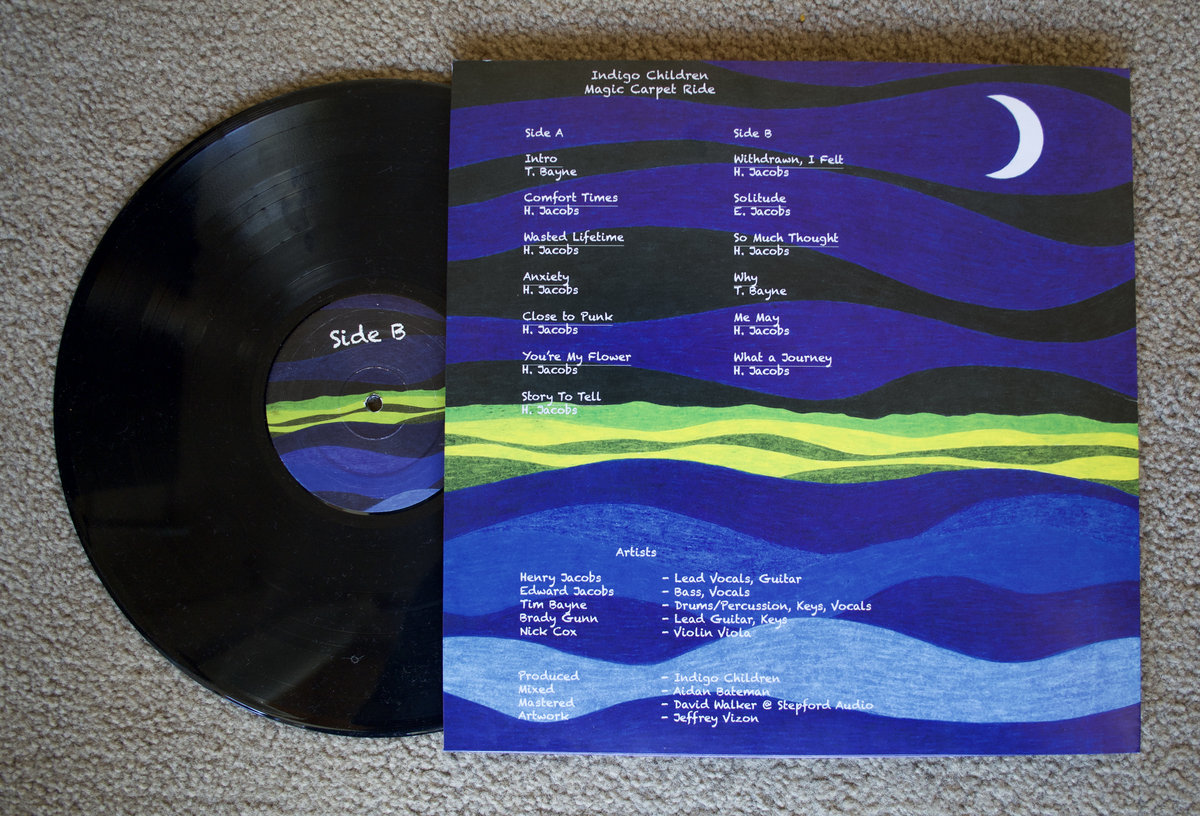 Side B
Indigo Children
Magic Carpet Ride
Side A
Intro
T. Bayne
Comfort Times
H. Jacobs
Wasted Lifetime
H. Jacobs
Anxiety
H. Jacobs
Close to Punk
H. Jacobs
You're My Flower
H. Jacobs
Story To Tell
H. Jacobs
Side B
Withdrawn, I Felt
H. Jacobs
Solitude
E. Jacobs
So Much Thought
H. Jacobs
Why
T. Bayne
Me May
H. Jacobs
What a Journey
H. Jacobs
Artists
Henry Jacobs - Lead Vocals, Guitar
Edward Jacobs - Bass, Vocals
Tim Bayne - Drums/Percussion, Keys, Vocals
Brady Gunn - Lead Guitar, Keys
Nick Cox - Violin Viola
Produced - Indigo Children
Mixed - Aidan Bateman
Mastered - David Walker @ Stepford Audio
Artwork - Jeffrey Vizon